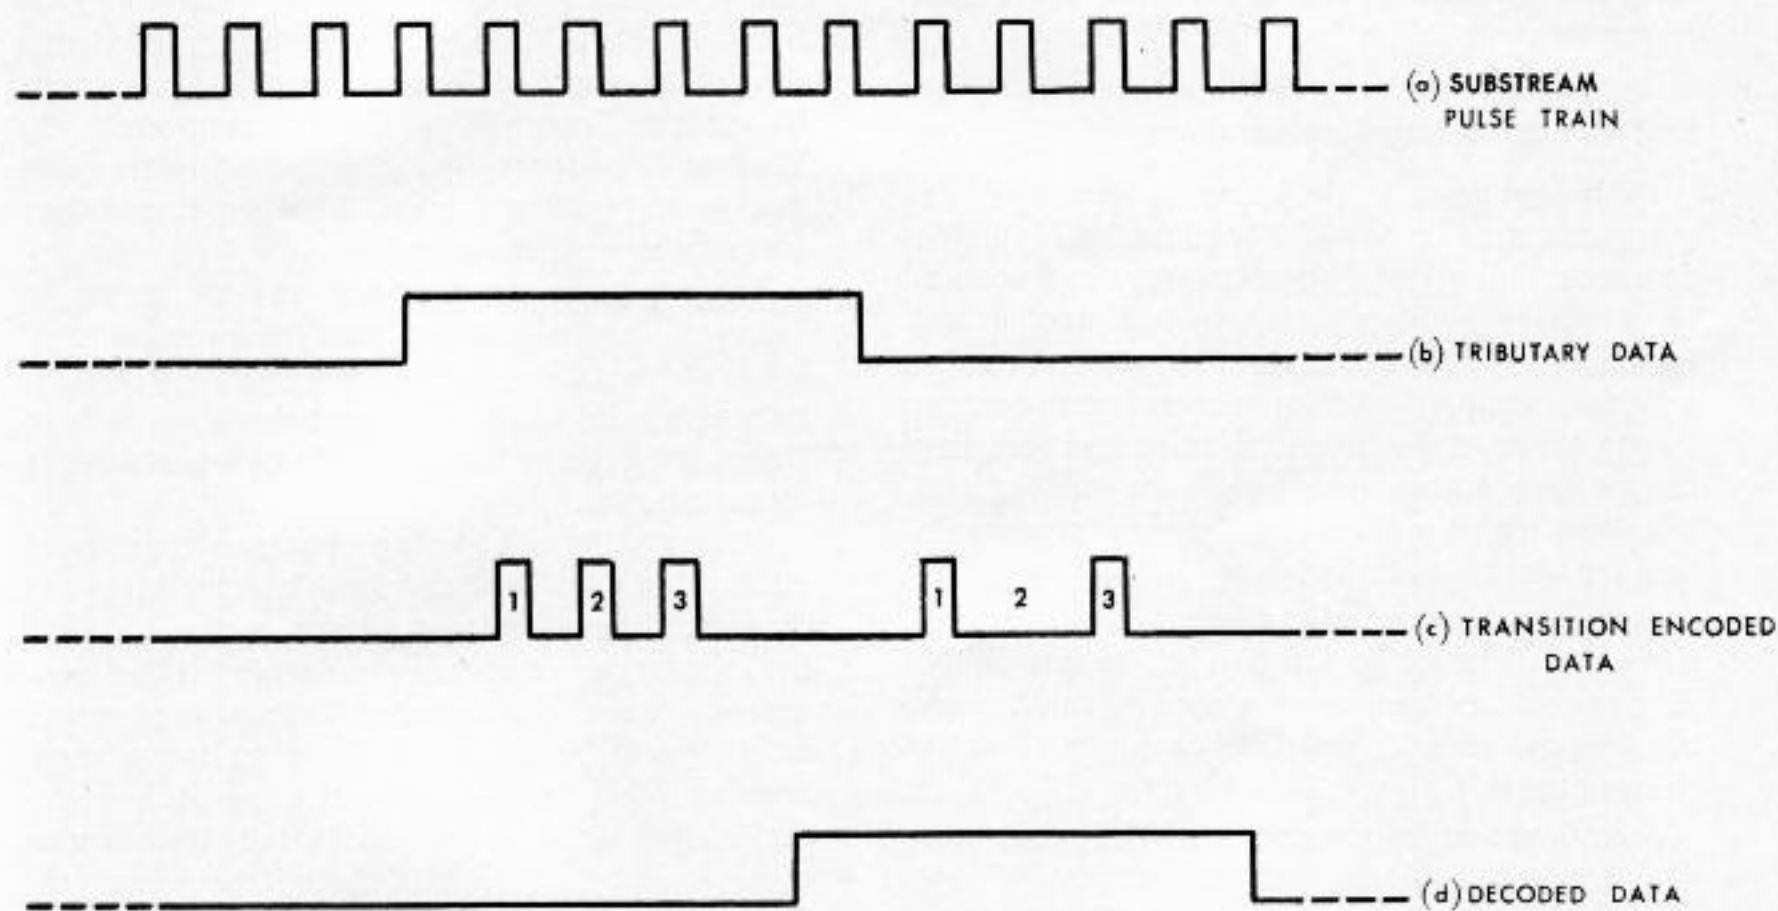 (a) SUBSTREAM
PULSE TRAIN
(b) TRIBUTARY DATA
1 2 3 1 2 3
(c) TRANSITION ENCODED
DATA
(d) DECODED DATA